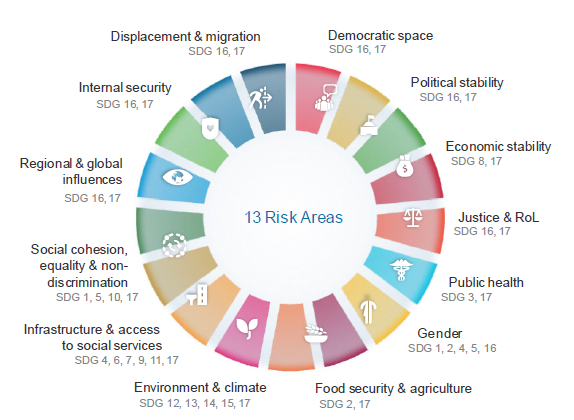 Displacement & migration
SDG 16, 17
Democratic space
SDG 16, 17
Political stability
SDG 16, 17
Economic stability
SDG 8, 17
Justice & RoL
SDG 16, 17
Public health
SDG 3, 17
Gender
SDG 1, 2, 4, 5, 16
Food security & agriculture
SDG 2, 17
Environment & climate
SDG 12, 13, 14, 15, 17
Infrastructure & access
to social services
SDG 4, 6, 7, 9, 11, 17
Social cohesion,
equality & non-
discrimination
SDG 1, 5, 10, 17
Regional & global
influences
SDG 16, 17
Internal security
SDG 16, 17
13 Risk Areas
$